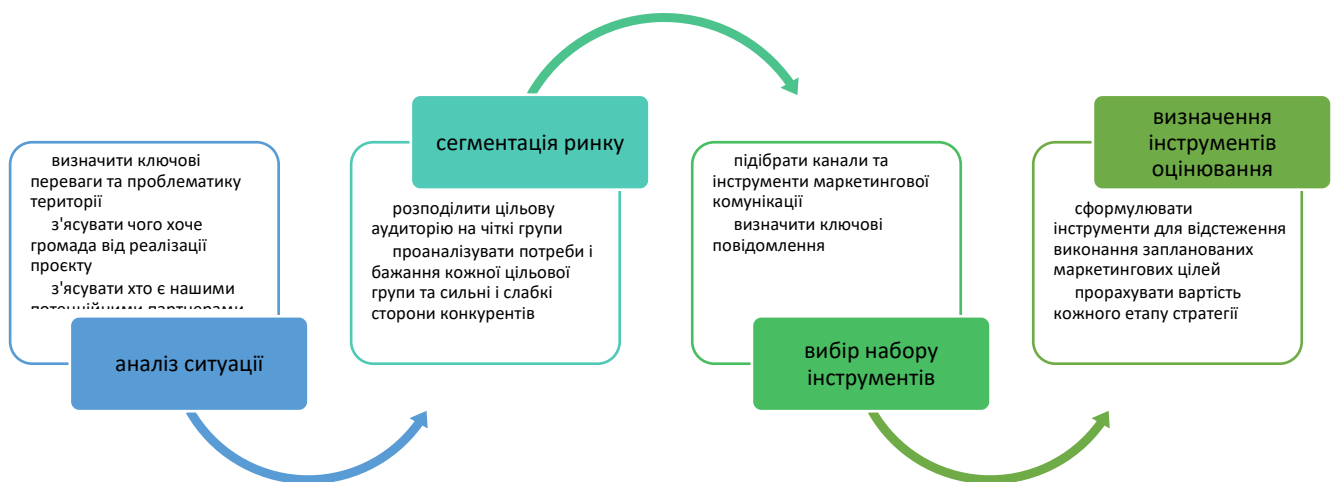 визначити ключові
переваги та проблематику
території
з'ясувати чого хоче
громада від реалізації
проєкту
з'ясувати хто є нашими
потенційними партнерами
аналіз ситуації
сегментація ринку
розподілити цільову
аудиторію на чіткі групи
проаналізувати потреби і
бажання кожної цільової
групи та сильні і слабкі
сторони конкурентів
підібрати канали та
інструменти маркетингової
комунікації
визначити ключові
повідомлення
вибір набору
інструментів
визначення
інструментів
оцінювання
сформулювати
інструменти для відстеження
виконання запланованих
маркетингових цілей
прорахувати вартість
кожного етапу стратегії